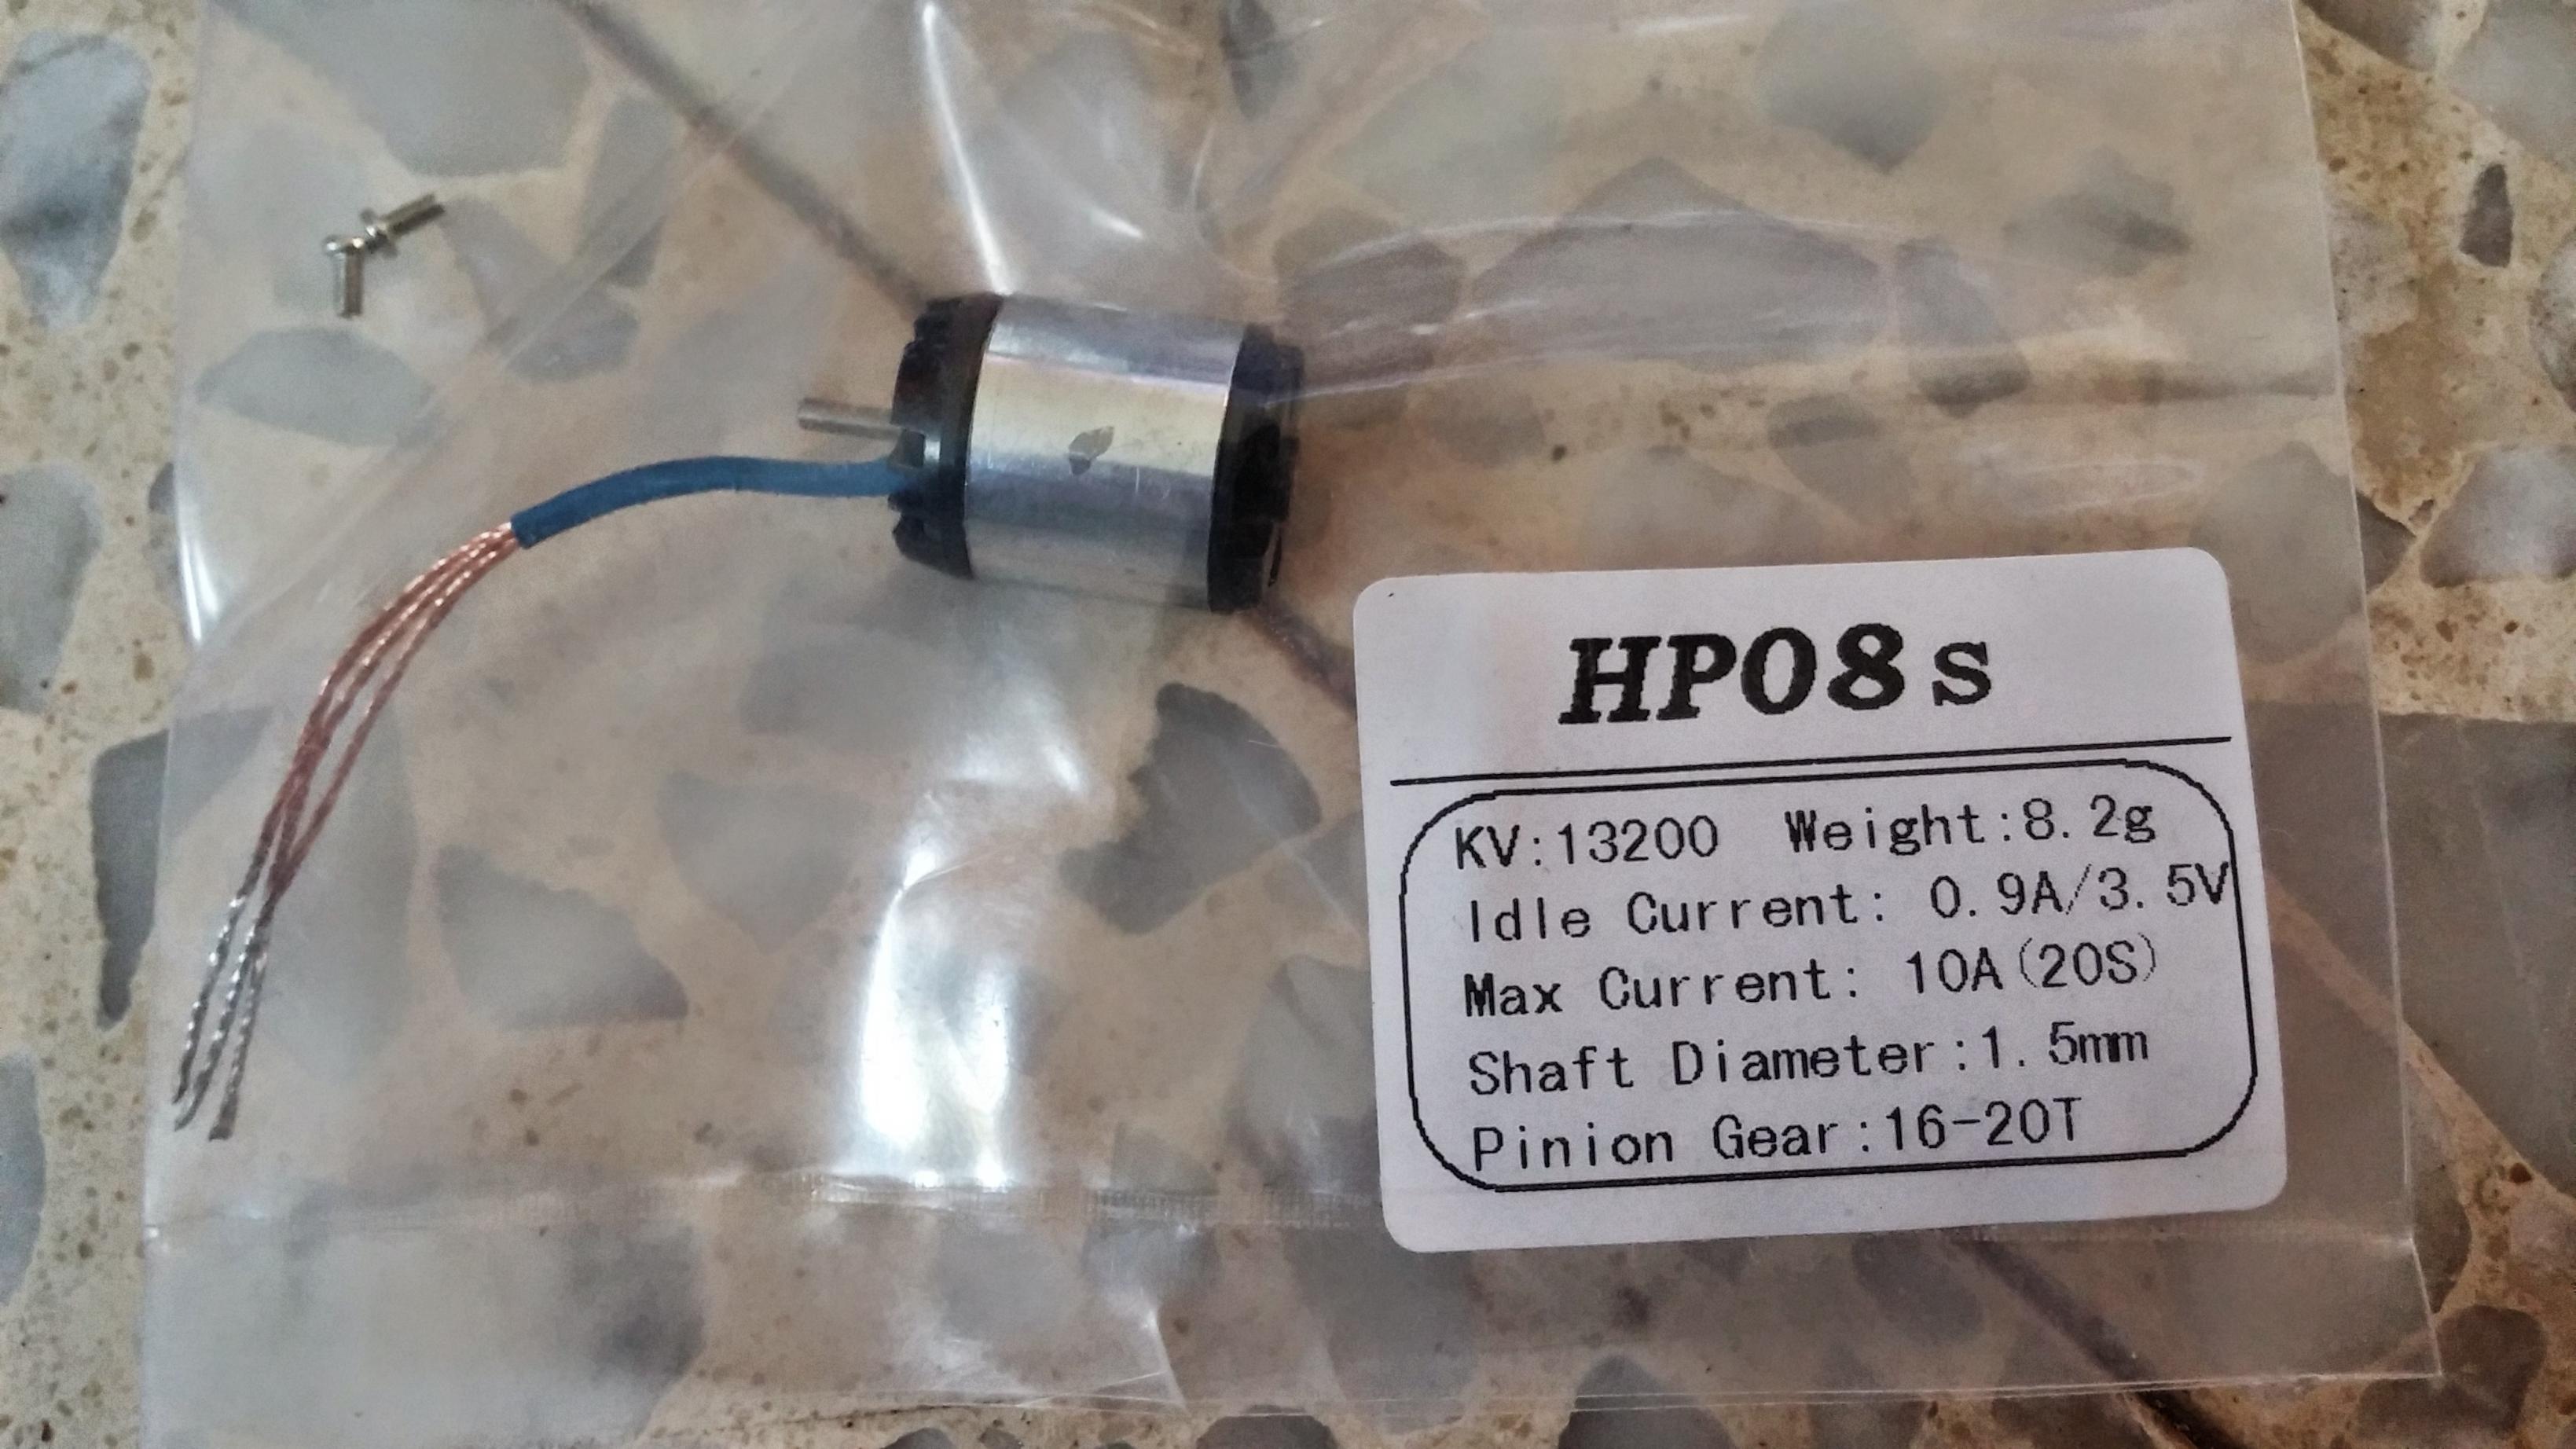 HP08s
KV:13200 Weight:8.2g
Idle Current: 0.9A/3.5V
Max Current: 10A(20S)
Shaft Diameter:1.5mm
Pinion Gear:16-20T